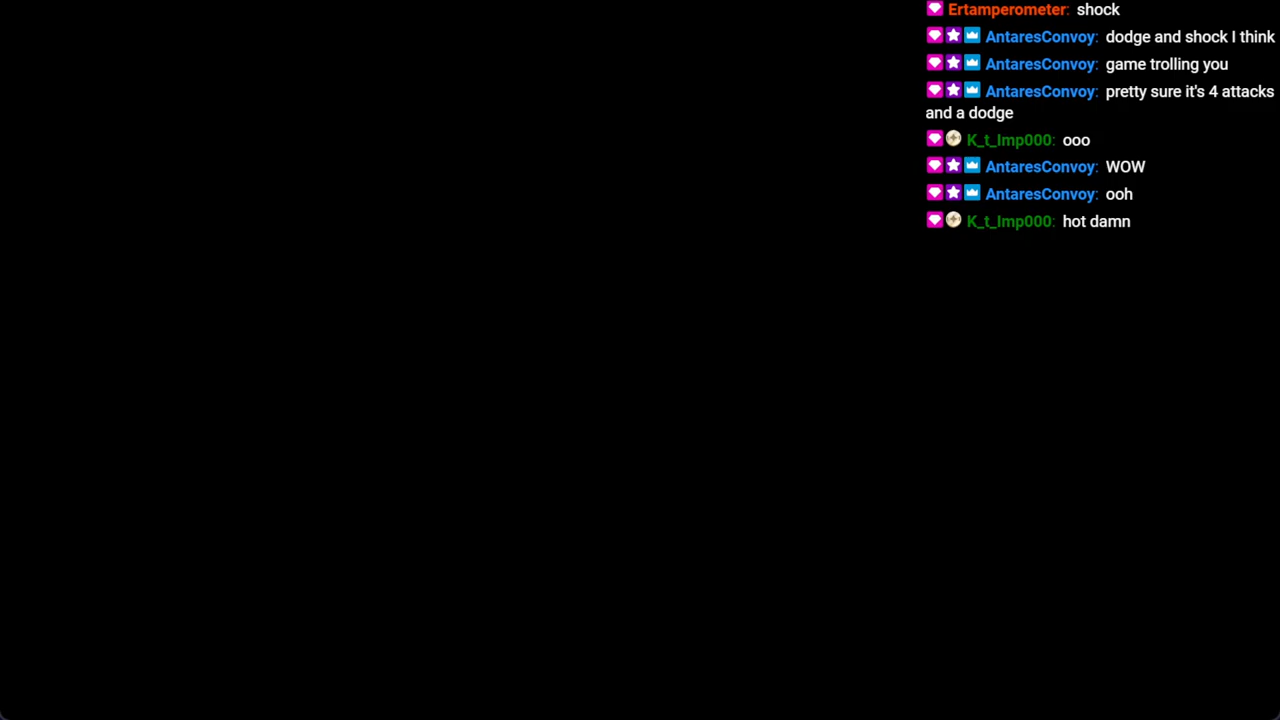 Ertamperometer: shock
AntaresConvoy: dodge and shock I think
AntaresConvoy: game trolling you
AntaresConvoy: pretty sure it's 4 attacks
and a dodge
K_t_Imp000: ooo
AntaresConvoy: WOW
AntaresConvoy: ooh
K_t_Imp000: hot damn